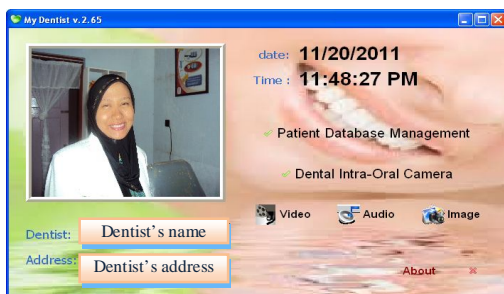 My Dentist v.2.65
date: 11/20/2011
Time : 11:48:27 PM
Patient Database Management
Dental Intra-Oral Camera
Video Audio Image
Dentist: Dentist's name
Address: Dentist's address
About